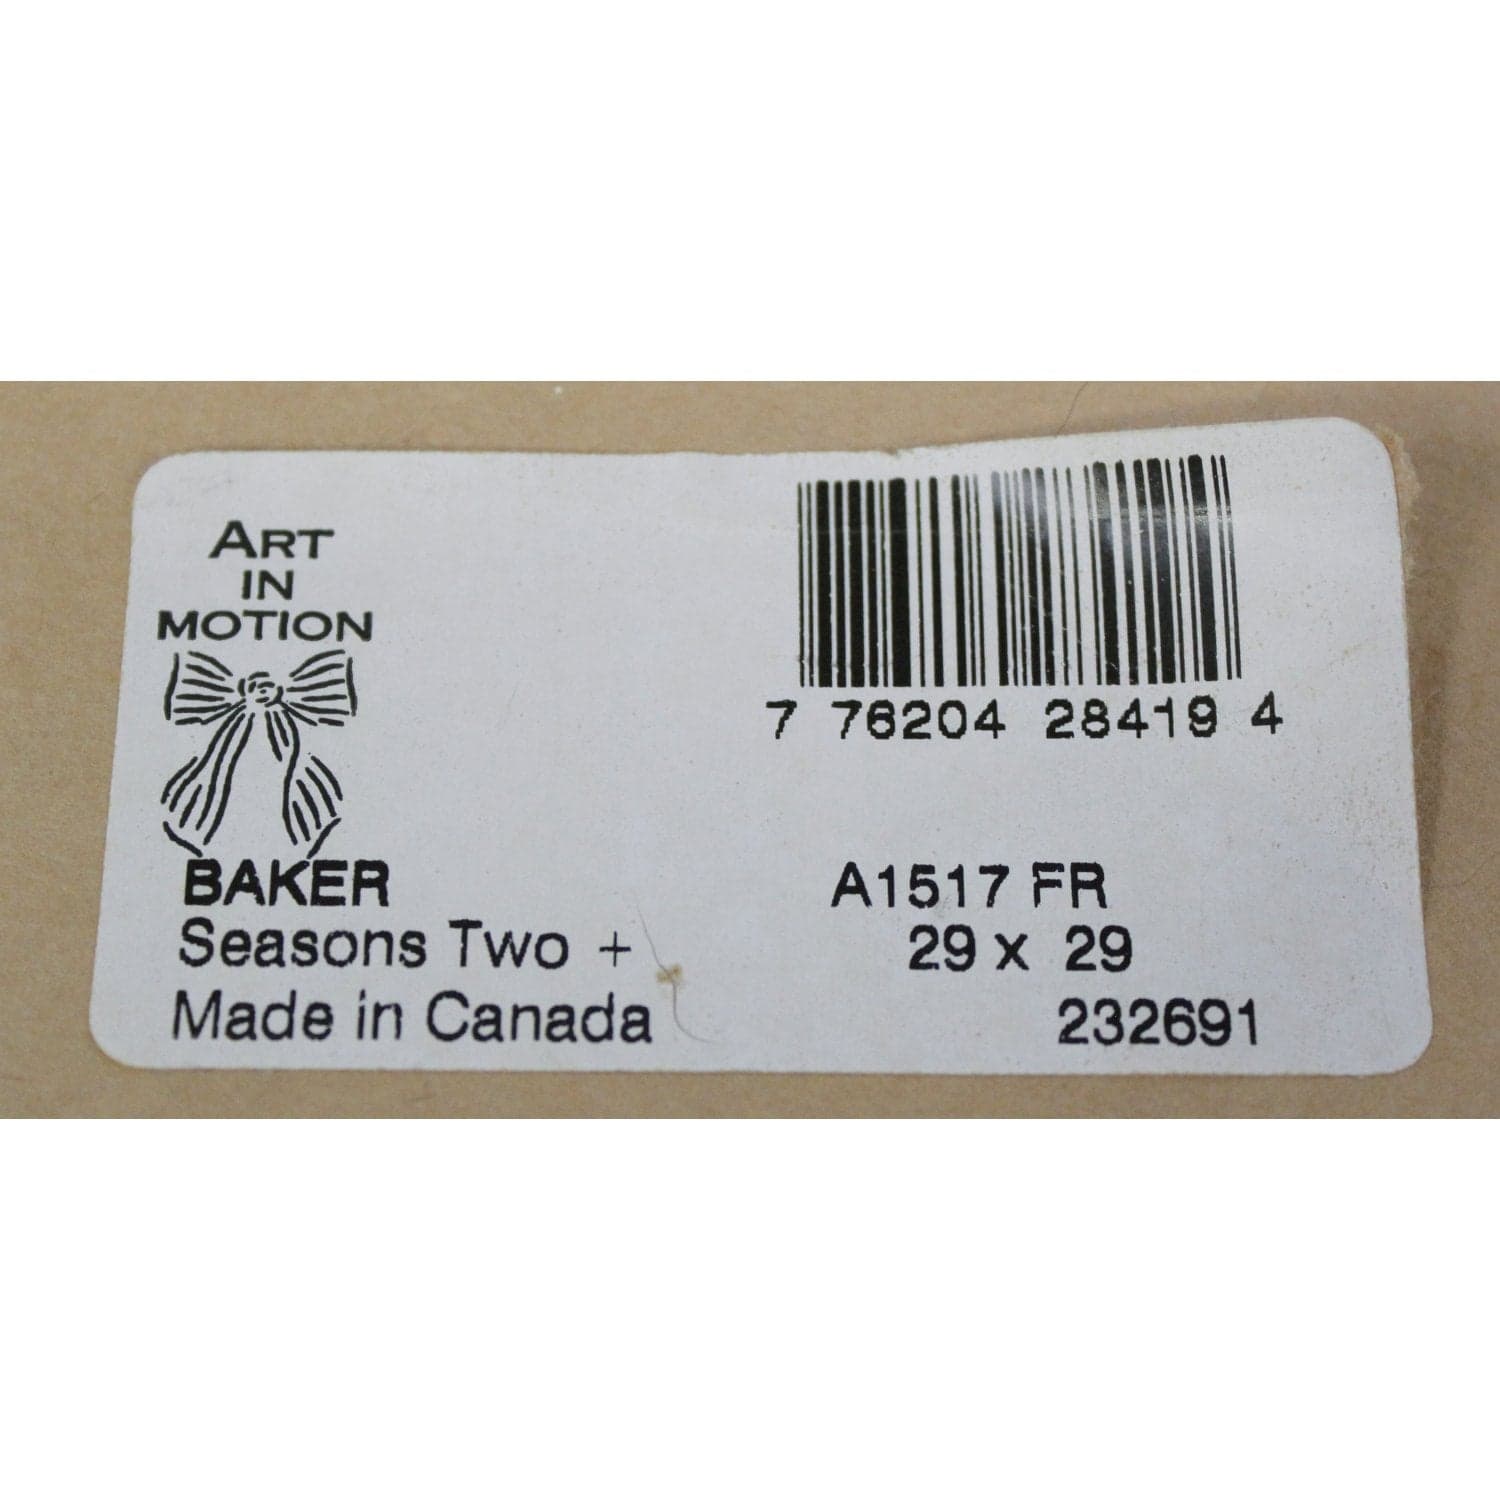 ART
IN
MOTION
7 76204 28419 4
BAKER
A1517 FR
Seasons Two +
29 x 29
Made in Canada
232691